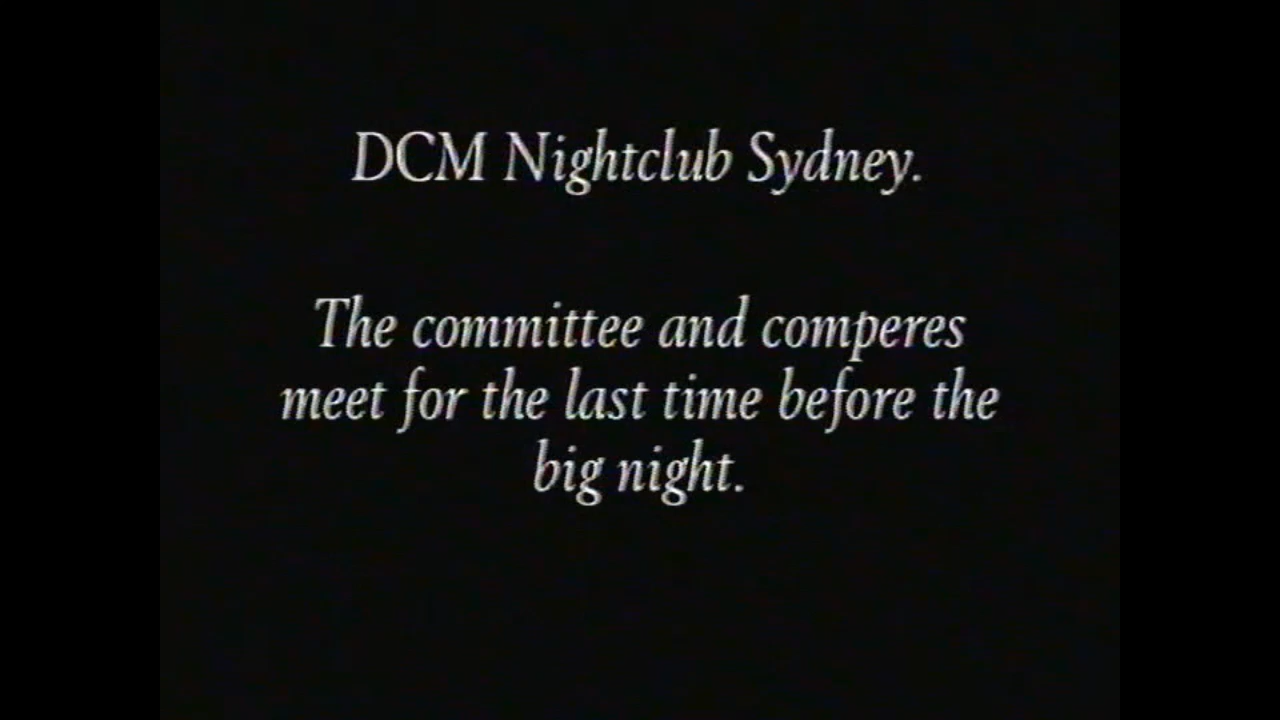 DCM Nightclub Sydney.
The committee and comperes
meet for the last time before the
big night.